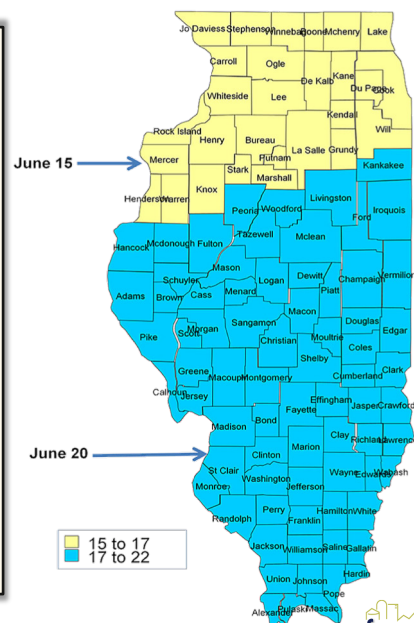 Jo Daviess Stephenson Winnebago Boone Mchenry Lake
Carroll Ogle
De Kalb Kane
Du Page Cook
Whiteside Lee
Kendall
Will
Rock Island
Henry Bureau
La Salle Grundy
June 15
Mercer
Putnam
Kankakee
Stark
Marshall
Henderson Warren Knox
Livingston
Peoria Woodford
Ford Iroquois
Tazewell
Mclean
Hancock Mcdonough Fulton
Mason
Schuyler
Logan Dewitt
Champaign Vermilion
Adams Brown Cass Menard
Piatt
Macon
Scott Morgan Sangamon
Douglas
Edgar
Pike Christian Moultrie
Coles
Shelby
Greene
Macoupin Montgomery
Cumberland Clark
Calhoun
Jersey
Effingham
Fayette Jasper Crawford
Bond
Madison
Clay Richland Lawrence
Marion
June 20
Clinton
St Clair
Wayne Edwards Wabash
Washington
Monroe
Jefferson
Perry
Hamilton White
Randolph
Franklin
Jackson Williamson Saline Gallatin
15 to 17
17 to 22
Hardin
Union Johnson
Pope
Alexander Pulaski Massac